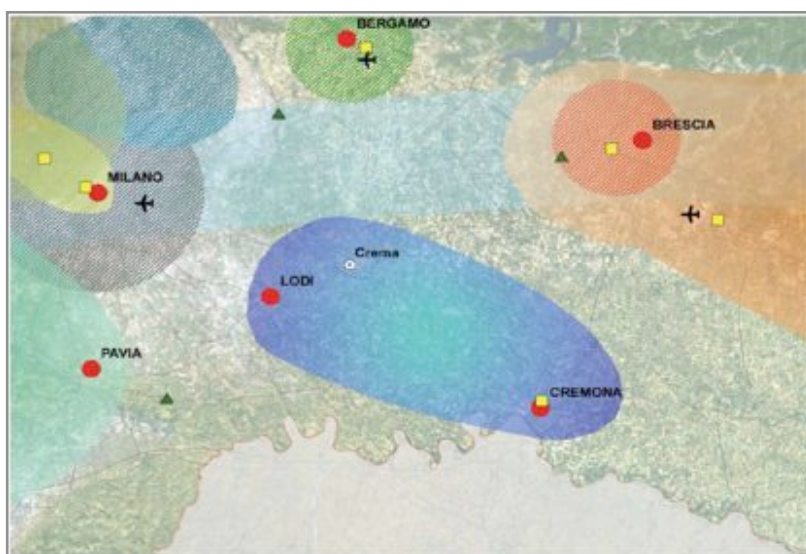 BERGAMO
BRESCIA
MILANO
Crema
LODI
PAVIA
CREMONA